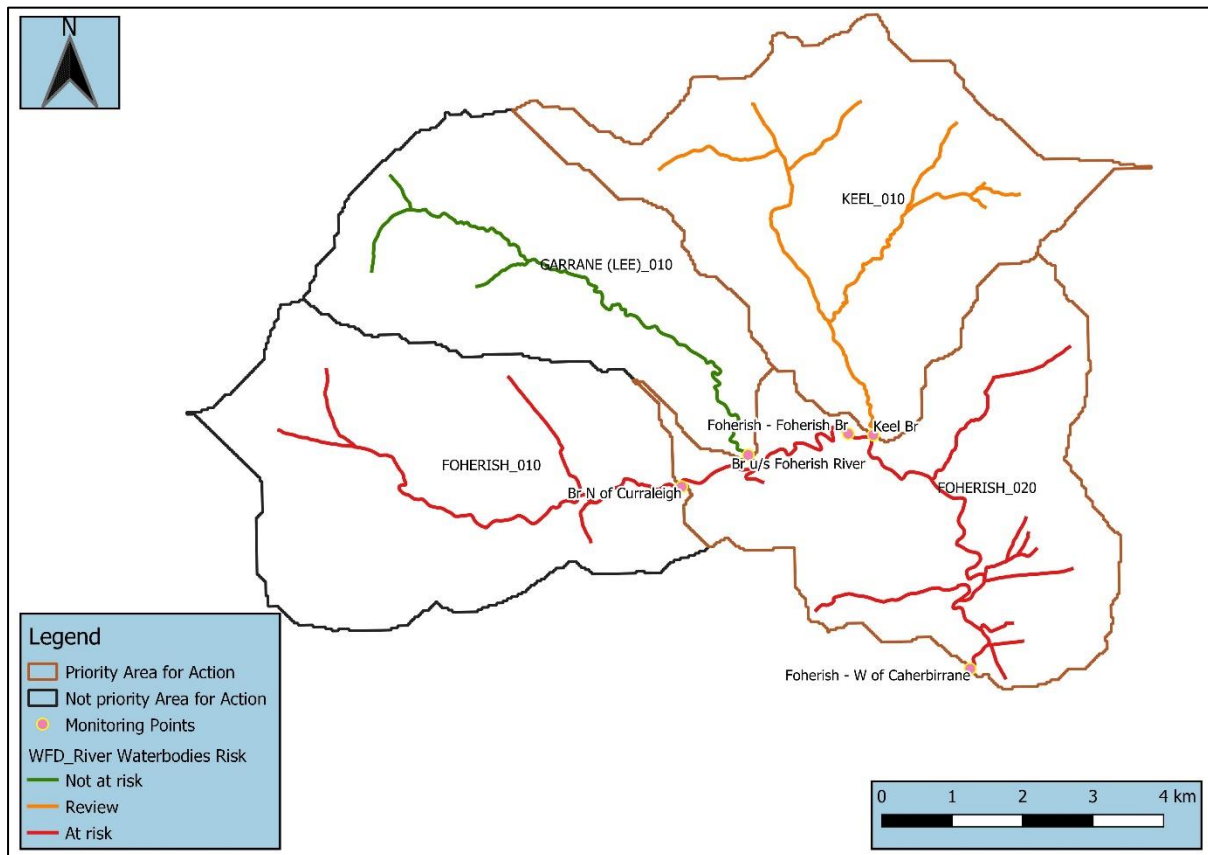 N
KEEL_010
GARRANE (LEE)_010
Foherish - Foherish Br
Keel Br
Br u/s Foherish River
FOHERISH_010
Br N of Curraleigh
FOHERISH_020
Foherish - W of Caherbirrane
Legend
Priority Area for Action
Not priority Area for Action
Monitoring Points
WFD_River Waterbodies Risk
Not at risk
Review
At risk
0 1 2 3 4 km